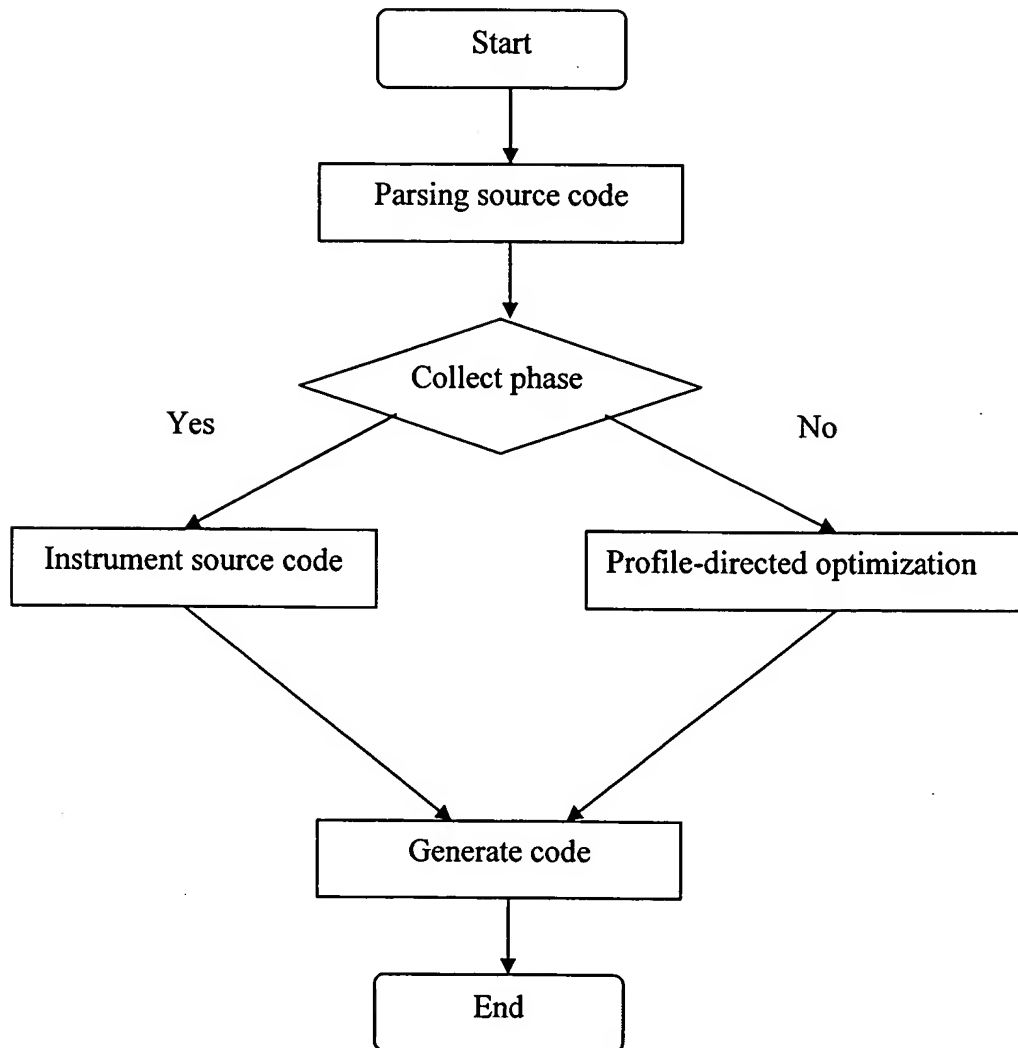 Start
Parsing source code
Collect phase
Yes
No
Instrument source code
Profile-directed optimization
Generate code
End